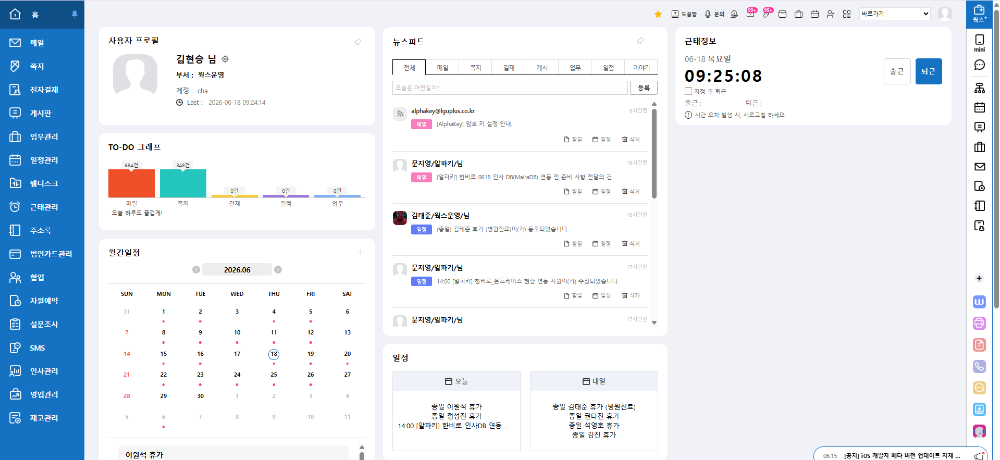 홈
메일
쪽지
전자결재
게시판
업무관리
일정관리
웹디스크
근태관리
주소록
법인카드관리
협업
자원예약
설문조사
SMS
인사관리
영업관리
재고관리
도움말
문의
99+
99+
바로가기
사용자 프로필
김현승 님
부서 : 웍스운영
계정 : cha
Last : 2026-06-18 09:24:14
TO-DO 그래프
684건
348건
0건
0건
0건
메일
쪽지
결재
일정
업무
오늘 하루도 즐겁게!
월간일정
2026.06
SUN MON TUE WED THU FRI SAT
31 1 2 3 4 5 6
7 8 9 10 11 12 13
14 15 16 17 18 19 20
21 22 23 24 25 26 27
28 29 30 1 2 3 4
5 6 7 8 9 10 11
이원석 휴가
뉴스피드
전체 메일 쪽지 결재 게시 업무 일정 이야기
오늘은 어떤일이?
등록
alphakey@lguplus.co.kr 8시간전
메일 [AlphaKey] 암호 키 설정 안내.
할일 일정 삭제
문지영/알파키/님 16시간전
메일 [알파키] 한비로_0618 인사 DB(MairaDB) 연동 전 준비 사항 전달의 건
할일 일정 삭제
김태준/웍스운영/님 16시간전
일정 (종일) 김태준 휴가 (병원진료)이(가) 등록되었습니다.
할일 일정 삭제
문지영/알파키/님 17시간전
일정 14:00 [알파키] 한비로_온프레미스 현장 연동 지원이(가) 수정되었습니다.
할일 일정 삭제
문지영/알파키/님 17시간전
일정
오늘
종일 이원석 휴가
종일 정성진 휴가
14:00 [알파키] 한비로_인사DB 연동 ...
내일
종일 김태준 휴가 (병원진료)
종일 권다진 휴가
종일 석영호 휴가
종일 김진 휴가
근태정보
06-18 목요일
09:25:08
출근
퇴근
자정 후 퇴근
출근 :
퇴근 :
시간 오차 발생 시, 새로고침 하세요.
웍스+
mini
W
06.15 [공지] iOS 개발자 베타 버전 업데이트 자제 ...